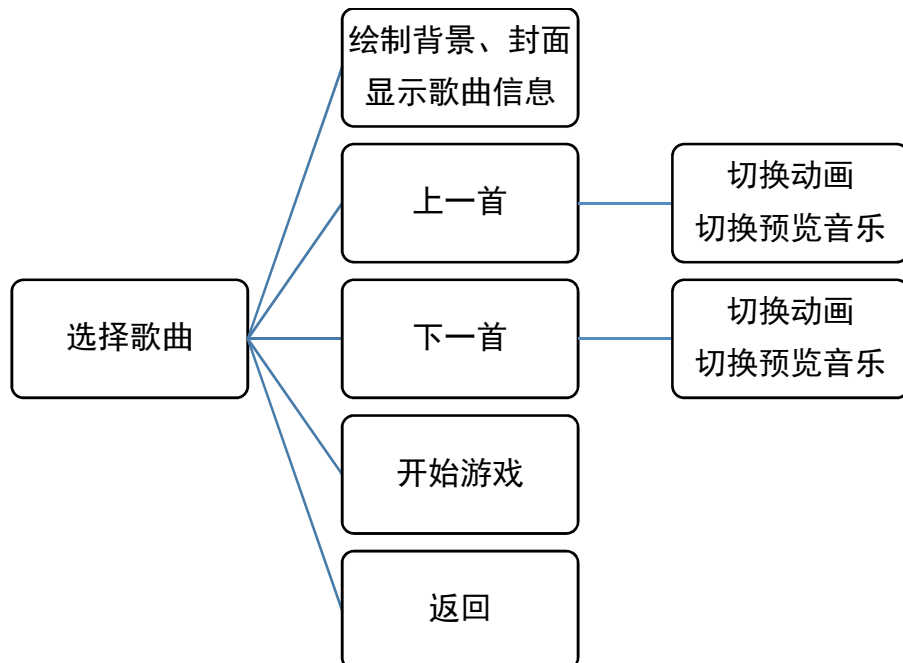 绘制背景、封面
显示歌曲信息
上一首
切换动画
切换预览音乐
选择歌曲
下一首
切换动画
切换预览音乐
开始游戏
返回